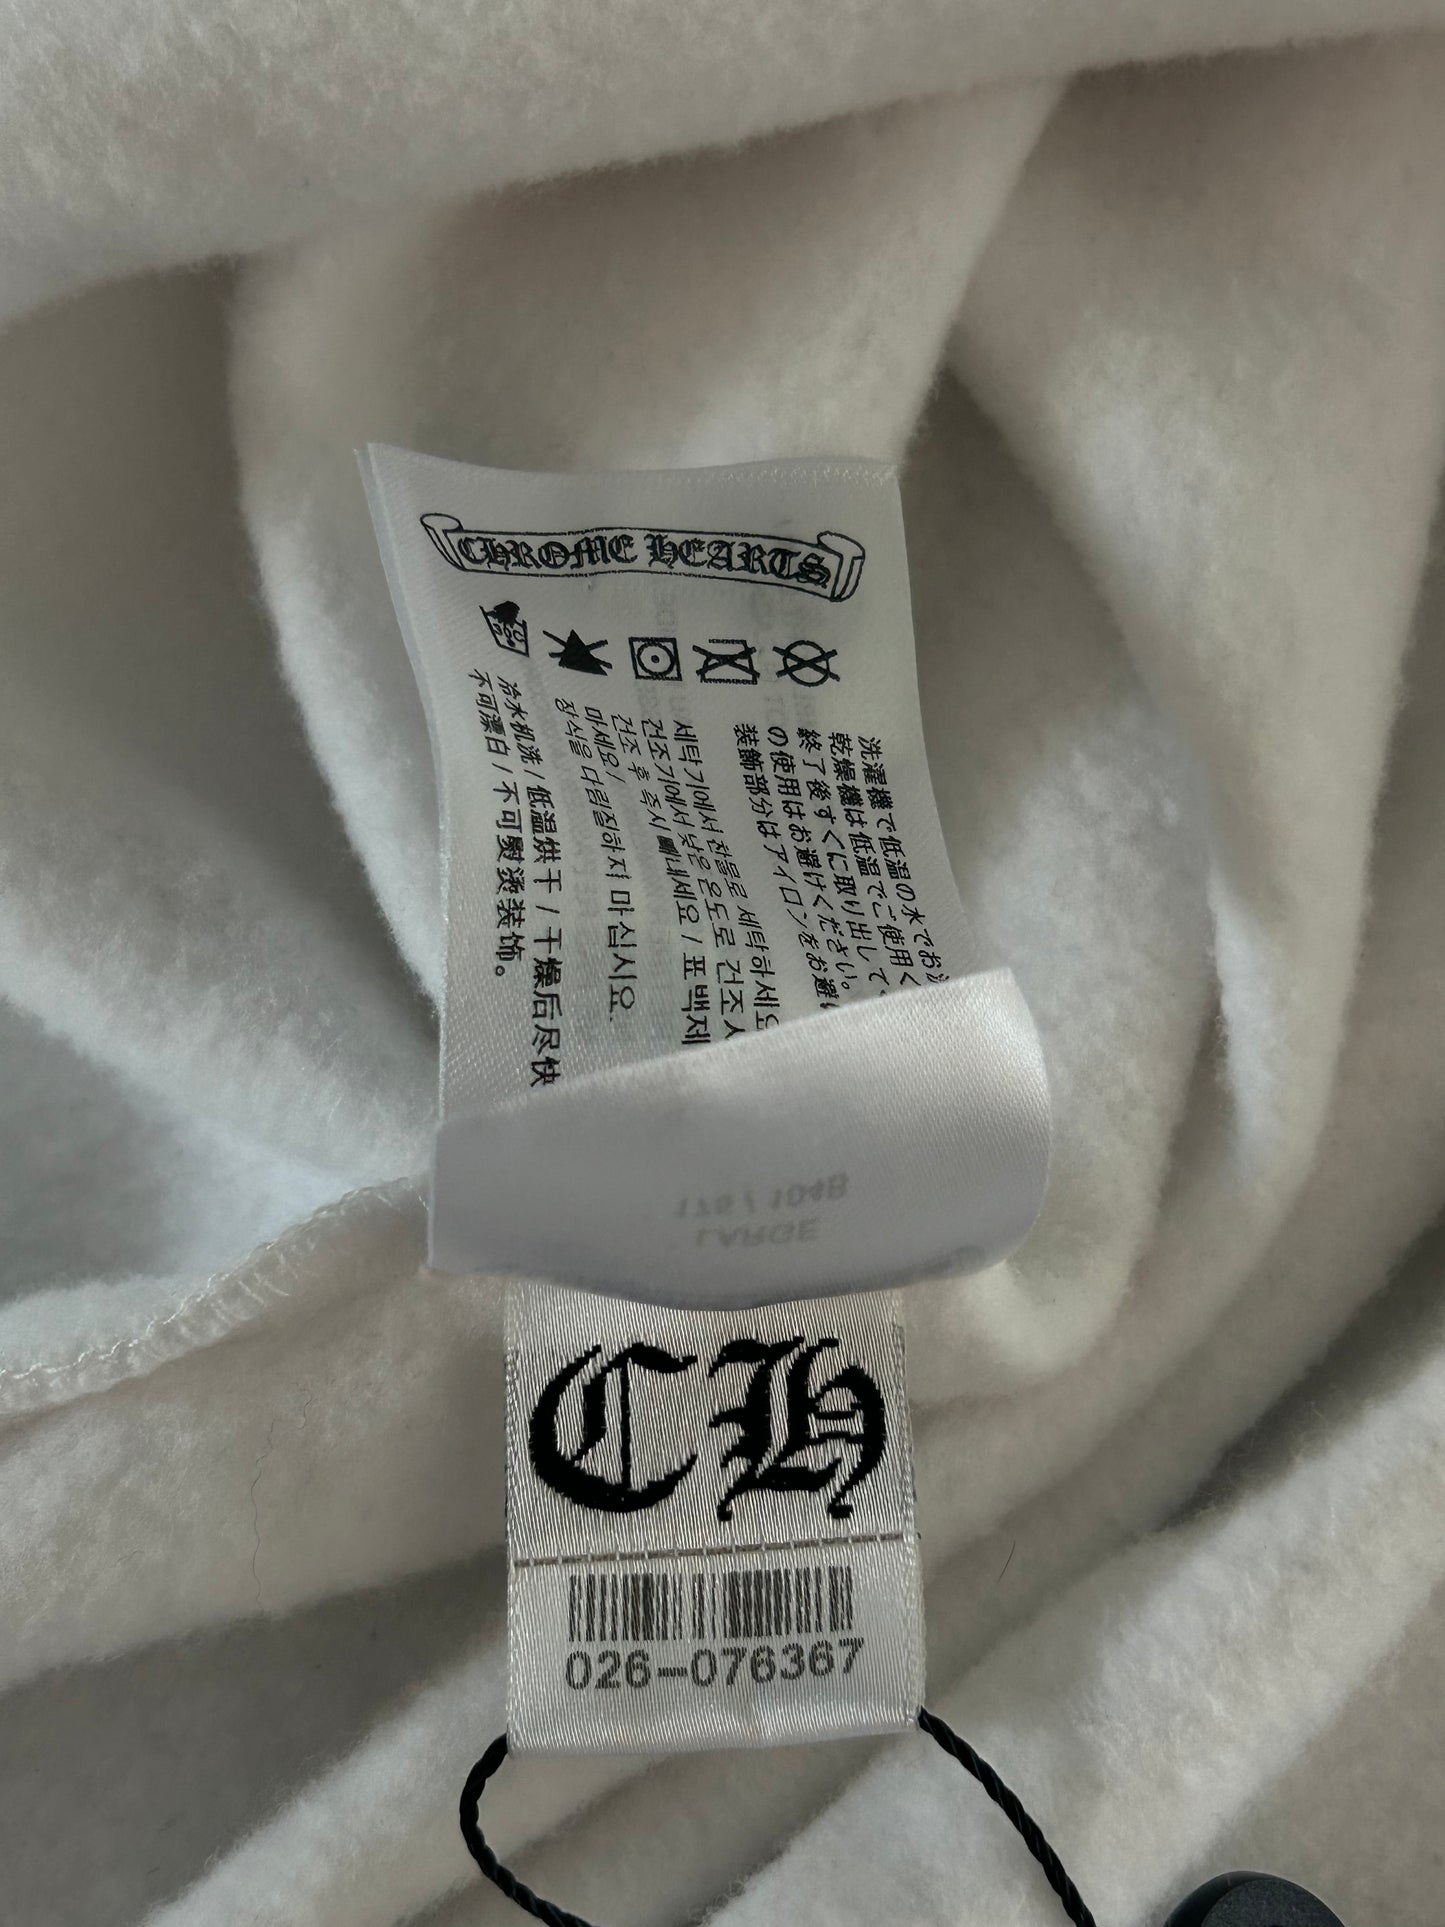 CHROME HEARTS
洗濯機で低温の水でお
乾燥機は低温でご使用く
終了後すぐに取り出して
の使用はお避けください。
装飾部分はアイロンをお避け
세탁기에서 찬물로 세탁하세요
건조기에서 낮은 온도로 건조
건조 후 즉시 빼내세요 / 표백제
마세요 /
장식을 다림질하지 마십시오.
冷水机洗 / 低温烘干 / 干燥后尽快
不可漂白 / 不可熨烫装饰。
175 / 104B
LARGE
CH
026-076367